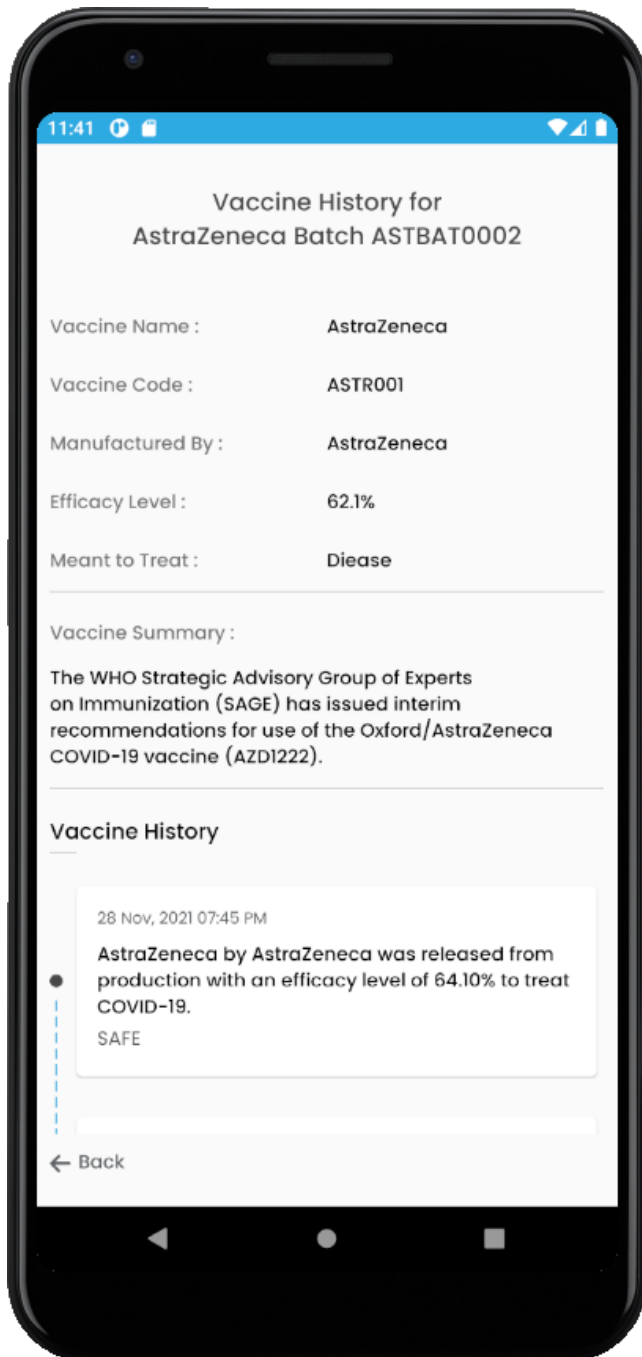 11:41
Vaccine History for
AstraZeneca Batch ASTBAT0002
Vaccine Name : AstraZeneca
Vaccine Code : ASTR001
Manufactured By : AstraZeneca
Efficacy Level : 62.1%
Meant to Treat : Diease
Vaccine Summary :
The WHO Strategic Advisory Group of Experts
on Immunization (SAGE) has issued interim
recommendations for use of the Oxford/AstraZeneca
COVID-19 vaccine (AZD1222).
Vaccine History
28 Nov, 2021 07:45 PM
AstraZeneca by AstraZeneca was released from
production with an efficacy level of 64.10% to treat
COVID-19.
SAFE
Back